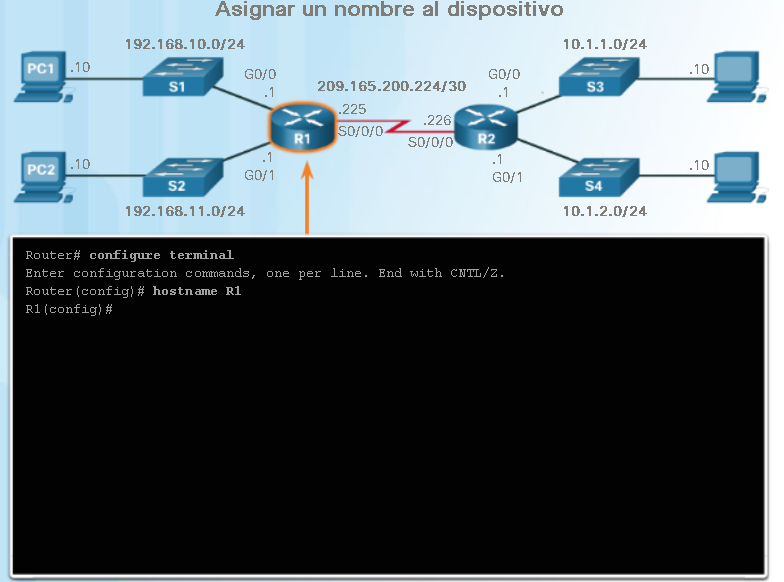 Asignar un nombre al dispositivo
192.168.10.0/24
10.1.1.0/24
PC1
.10
S1
G0/0
.1
209.165.200.224/30
G0/0
.1
S3
.10
.225
.226
R1
S0/0/0
S0/0/0
R2
PC2
.10
S2
.1
G0/1
.1
G0/1
S4
.10
192.168.11.0/24
10.1.2.0/24
Router# configure terminal
Enter configuration commands, one per line. End with CNTL/Z.
Router(config)# hostname R1
R1(config)#